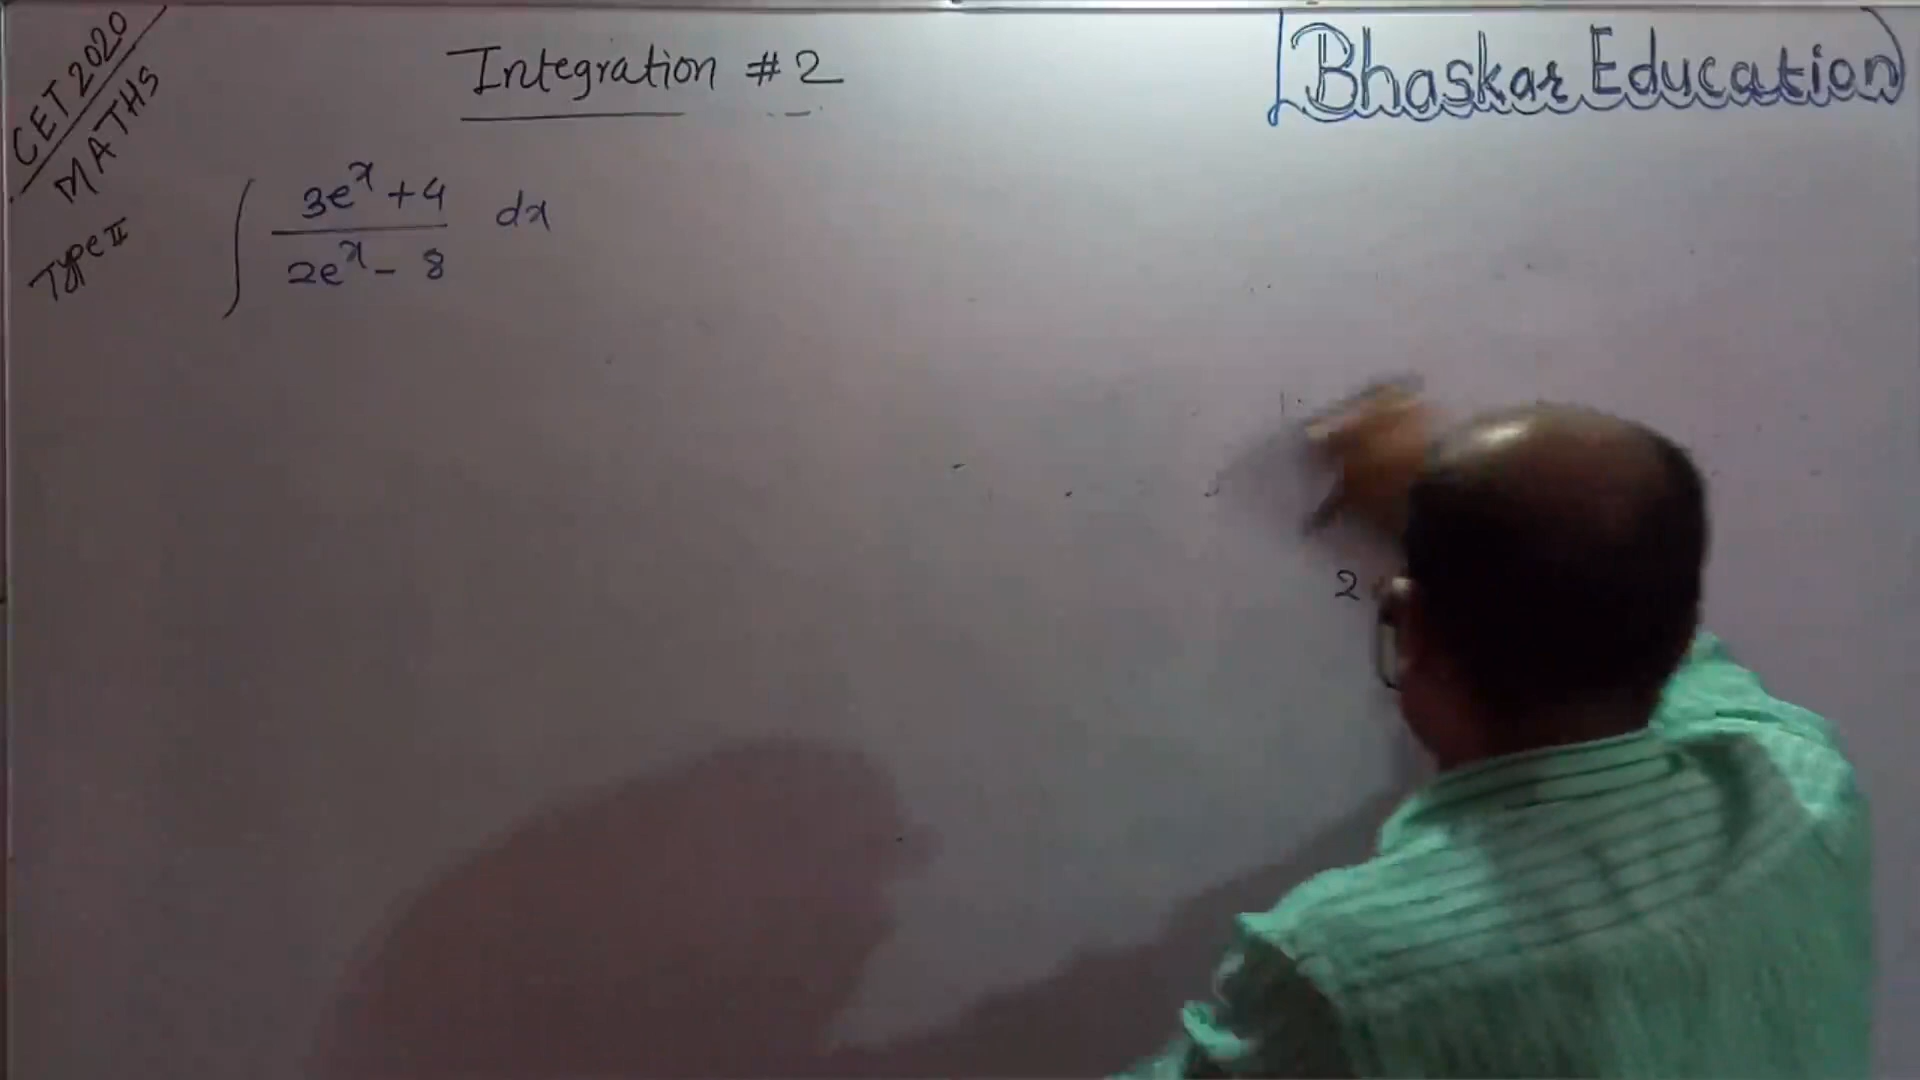 CET 2020
MATHS
Integration #2
Bhaskar Education
Type II
∫ 3e^x + 4 / 2e^x - 8 dx
2